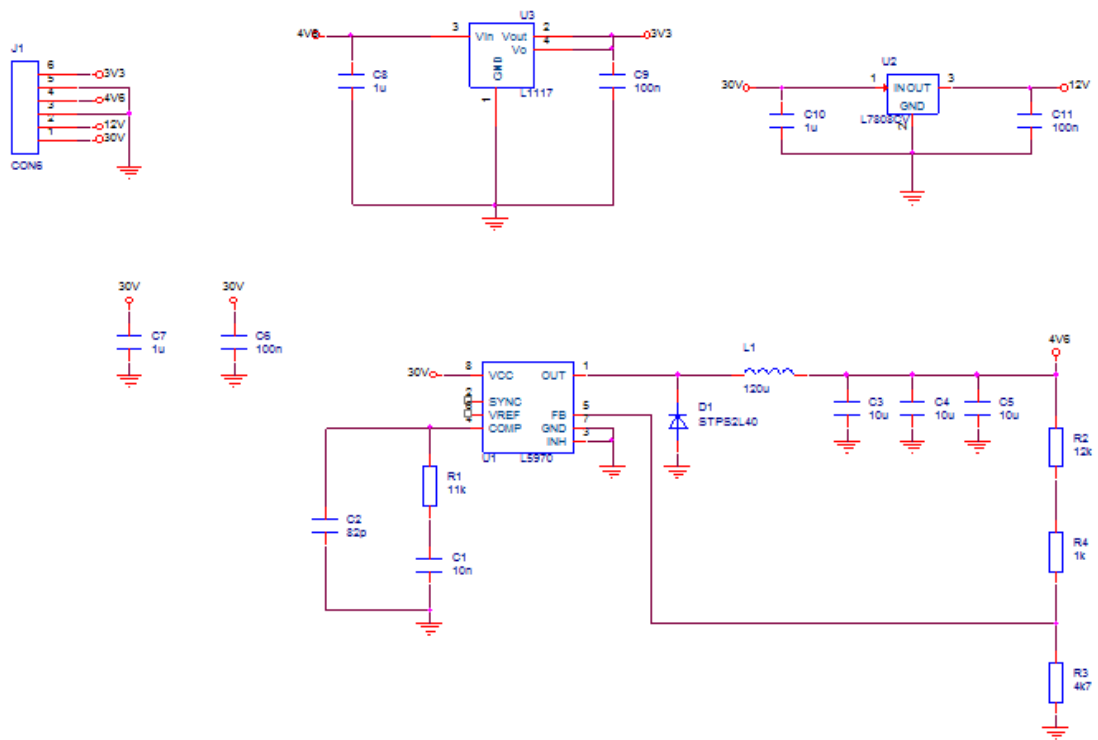 J1
6
3V3
5
4
4V6
3
2
12V
1
30V
CON6
U3
4V6
3
Vin
Vout
2
3V3
Vo
4
GND
1
L1117
C8
1u
C9
100n
U2
30V
1
IN
OUT
3
12V
GND
L7808CV
2
C10
1u
C11
100n
30V
C7
1u
30V
C6
100n
30V
8
VCC
OUT
1
2
SYNC
VREF
FB
5
4
COMP
GND
7
INH
3
U1
L5970
L1
120u
D1
STPS2L40
C3
10u
C4
10u
C5
10u
4V6
R2
12k
R4
1k
R3
4k7
R1
11k
C2
82p
C1
10n